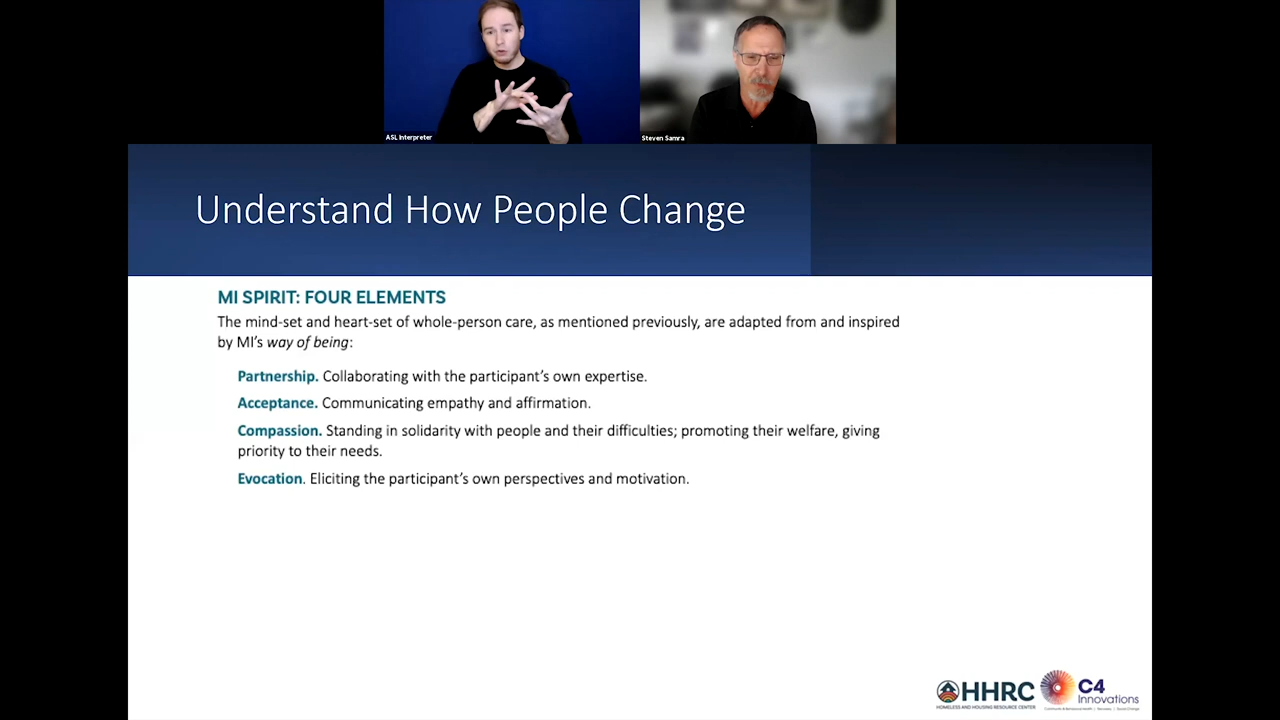 ASL Interpreter
Steven Samra
Understand How People Change
MI SPIRIT: FOUR ELEMENTS
The mind-set and heart-set of whole-person care, as mentioned previously, are adapted from and inspired
by MI's way of being:
Partnership. Collaborating with the participant's own expertise.
Acceptance. Communicating empathy and affirmation.
Compassion. Standing in solidarity with people and their difficulties; promoting their welfare, giving
priority to their needs.
Evocation. Eliciting the participant's own perspectives and motivation.
HHRC
HOMELESS AND HOUSING RESOURCE CENTER
C4
Innovations